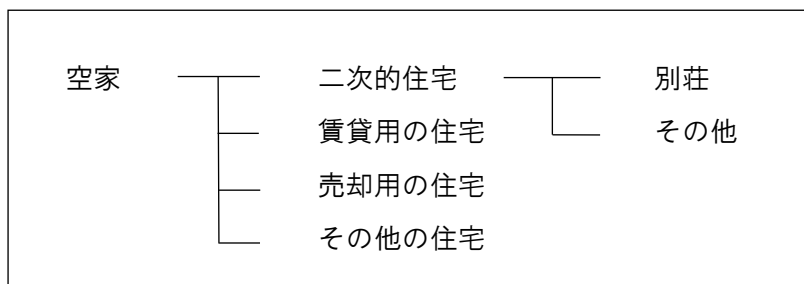 空家 二次的住宅 別荘
賃貸用の住宅 その他
売却用の住宅
その他の住宅